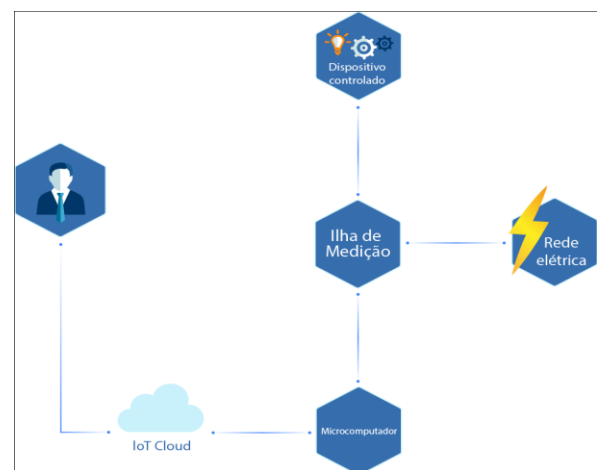 Dispositivo
controlado
Ilha de
Medição
Rede
elétrica
Microcomputador
IoT Cloud